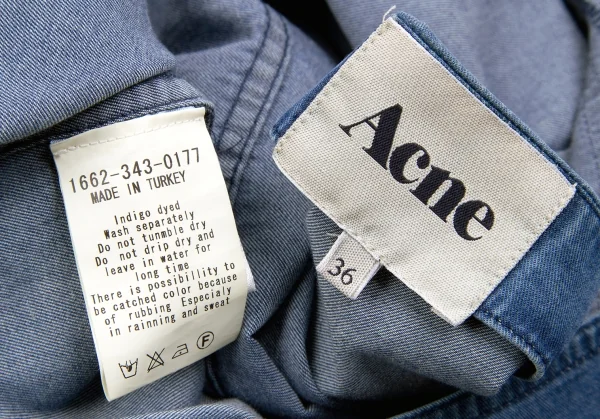 1662-343-0177
MADE IN TURKEY
Indigo dyed
Wash separately
Do not tunmble dry
Do not drip dry and
leave in water for
long time
There is possibility to
be catched color because
of rubbing Especialy
in rainning and sweat
F
Acne
36